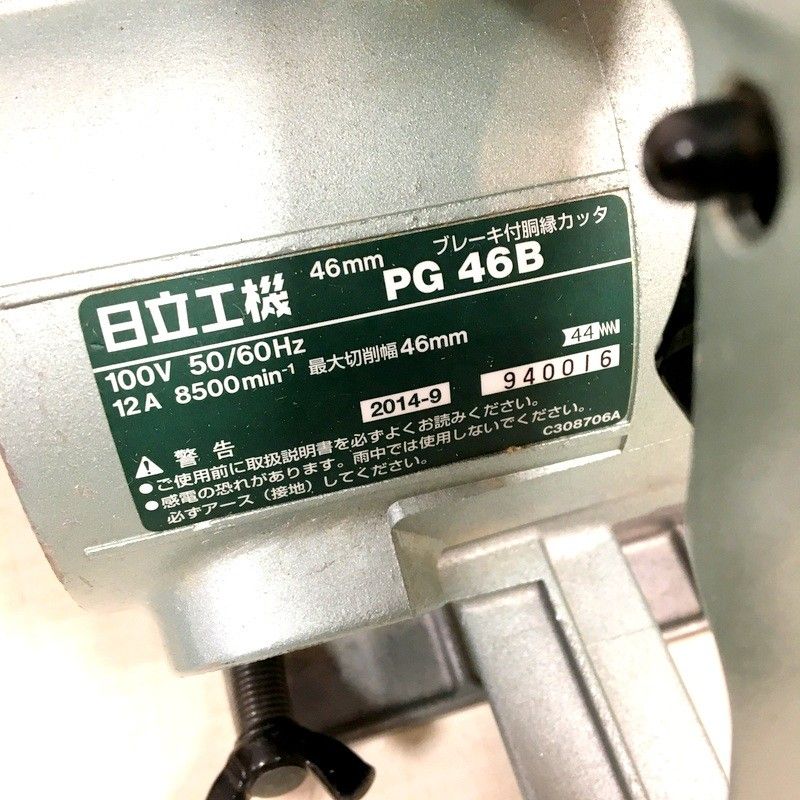 ブレーキ付胴縁カッタ
日立工機 46mm PG 46B
100V 50/60Hz
12A 8500min⁻¹ 最大切削幅46mm
44
2014-9 940016
警告
●ご使用前に取扱説明書を必ずよくお読みください。
●感電の恐れがあります。雨中では使用しないでください。
必ずアース（接地）してください。
C308706A